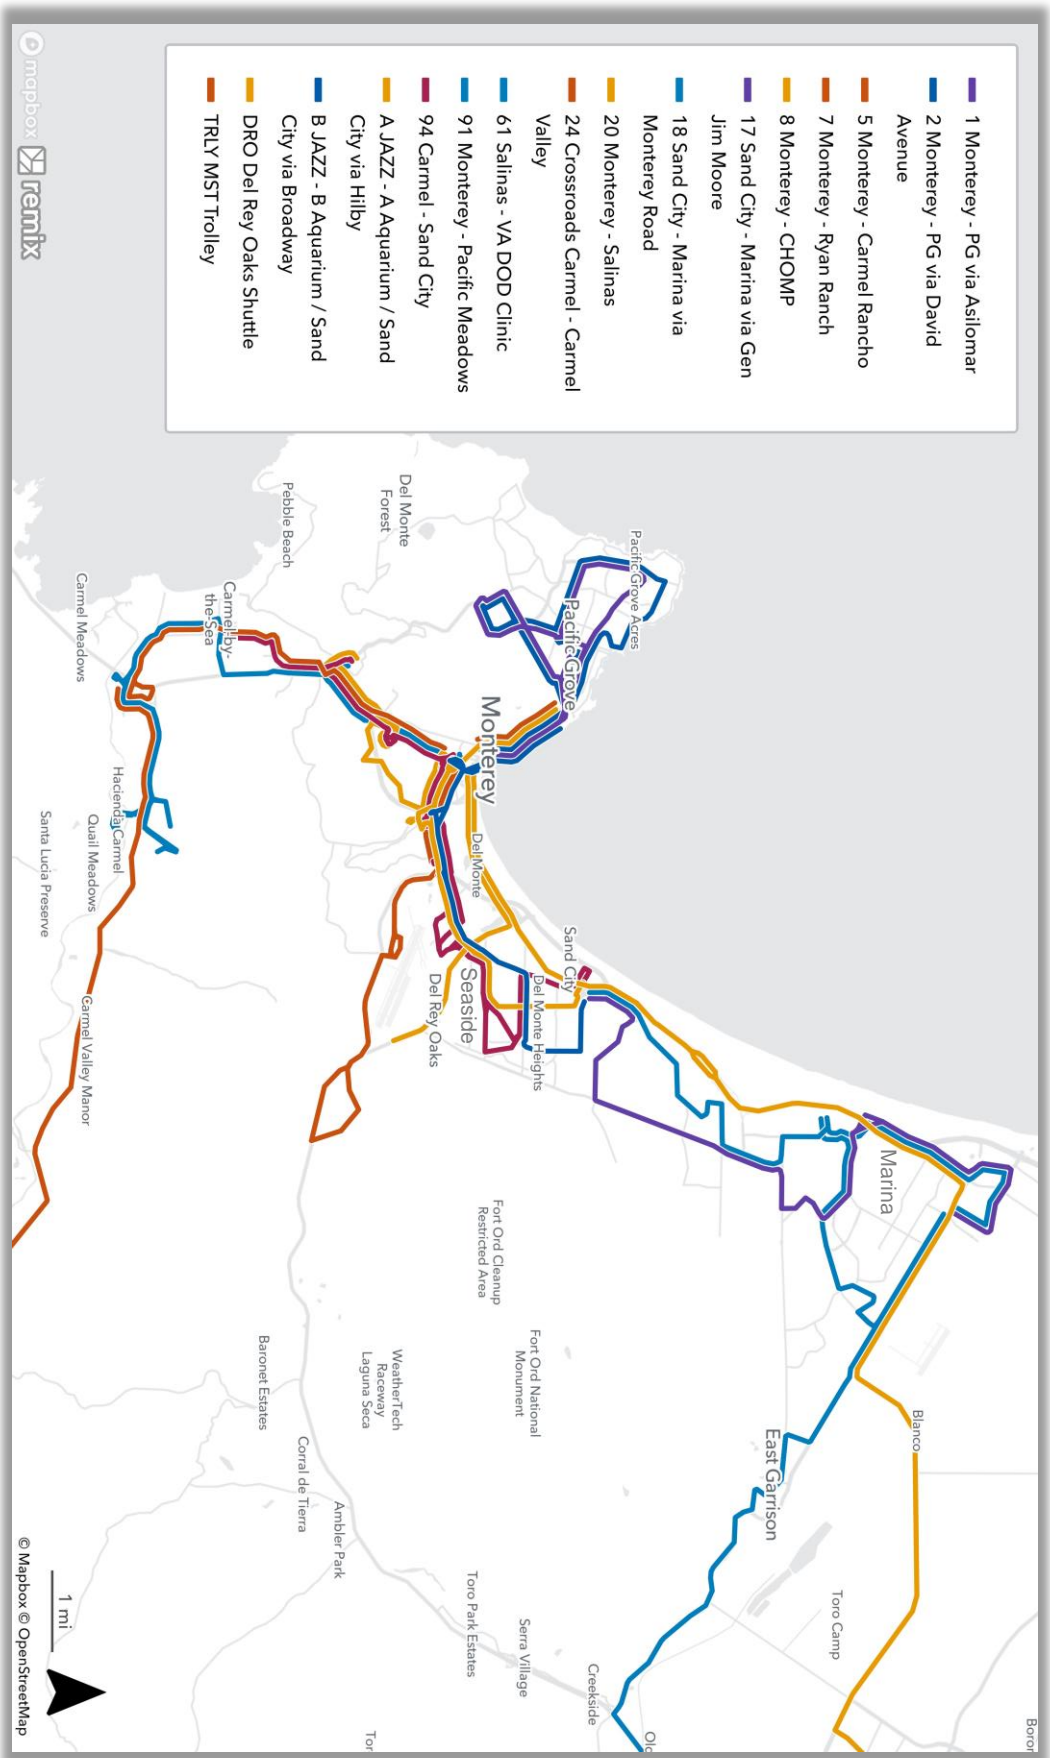 1 Monterey - PG via Asilomar
2 Monterey - PG via David
Avenue
5 Monterey - Carmel Rancho
7 Monterey - Ryan Ranch
8 Monterey - CHOMP
17 Sand City - Marina via Gen
Jim Moore
18 Sand City - Marina via
Monterey Road
20 Monterey - Salinas
24 Crossroads Carmel - Carmel
Valley
61 Salinas - VA DOD Clinic
91 Monterey - Pacific Meadows
94 Carmel - Sand City
A JAZZ - A Aquarium / Sand
City via Hilby
B JAZZ - B Aquarium / Sand
City via Broadway
DRO Del Rey Oaks Shuttle
TRLY MST Trolley
mapbox
remix
Pacific Grove Acres
Pacific Grove
Del Monte
Forest
Pebble Beach
Carmel-by-
the-Sea
Carmel Meadows
Monterey
Del Monte
Sand City
Del Monte Heights
Seaside
Del Rey Oaks
Hacienda Carmel
Quail Meadows
Santa Lucia Preserve
Carmel Valley Manor
Marina
Fort Ord Cleanup
Restricted Area
Fort Ord National
Monument
WeatherTech
Raceway
Laguna Seca
Baronet Estates
Corral de Tierra
Ambler Park
Blanco
East Garrison
Toro Camp
Toro Park Estates
Serra Village
Creekside
Olc
Boror
Tor
1 mi
© Mapbox © OpenStreetMap